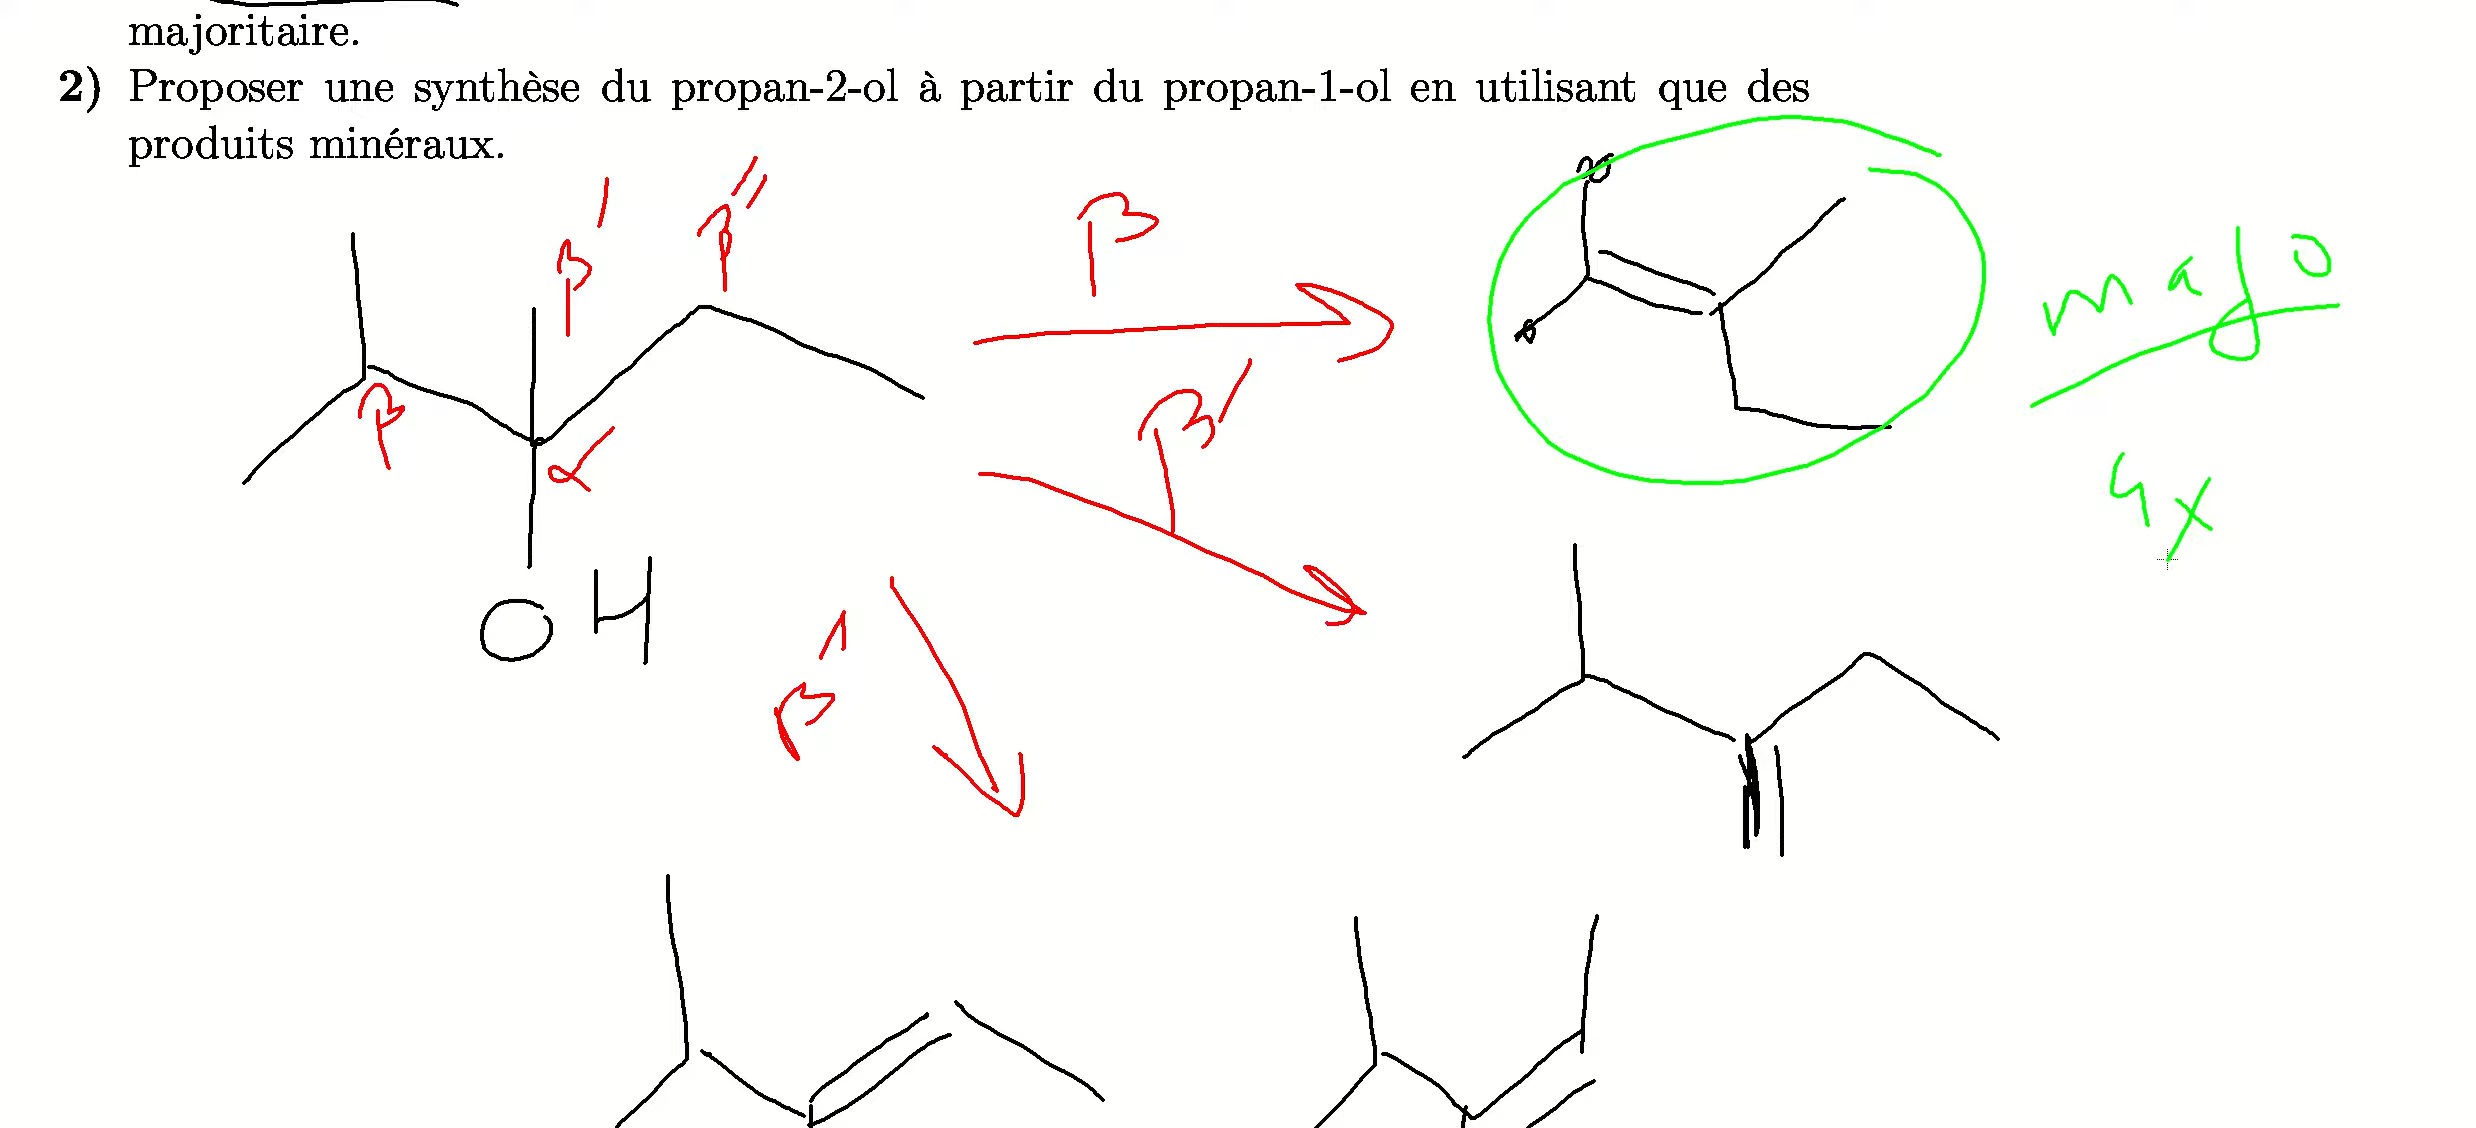 majoritaire.
2) Proposer une synthèse du propan-2-ol à partir du propan-1-ol en utilisant que des
produits minéraux.
β'
β''
β
β
α
OH
β'
β
majo
4x